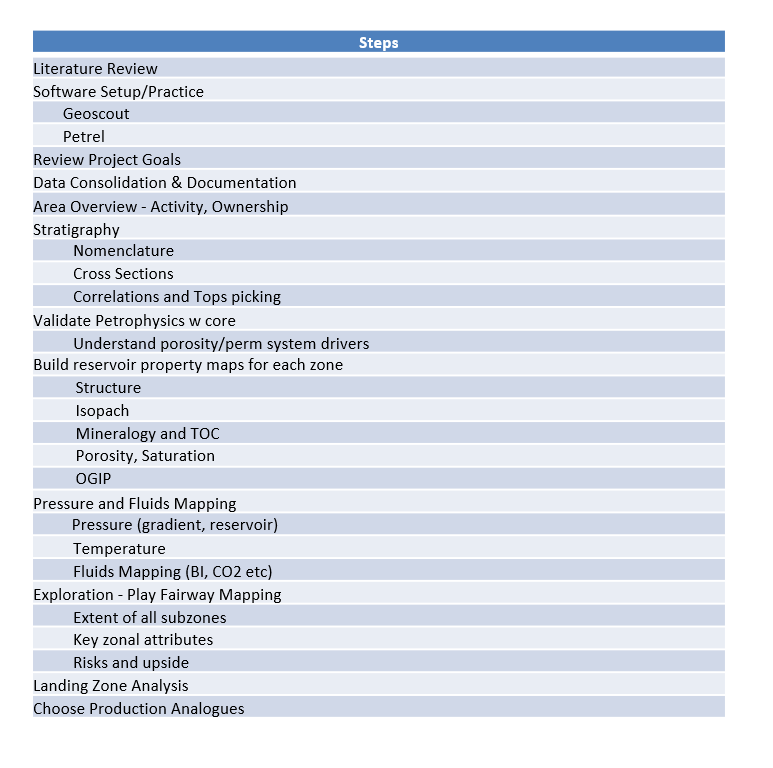 Steps
Literature Review
Software Setup/Practice
Geoscout
Petrel
Review Project Goals
Data Consolidation & Documentation
Area Overview - Activity, Ownership
Stratigraphy
Nomenclature
Cross Sections
Correlations and Tops picking
Validate Petrophysics w core
Understand porosity/perm system drivers
Build reservoir property maps for each zone
Structure
Isopach
Mineralogy and TOC
Porosity, Saturation
OGIP
Pressure and Fluids Mapping
Pressure (gradient, reservoir)
Temperature
Fluids Mapping (BI, CO2 etc)
Exploration - Play Fairway Mapping
Extent of all subzones
Key zonal attributes
Risks and upside
Landing Zone Analysis
Choose Production Analogues